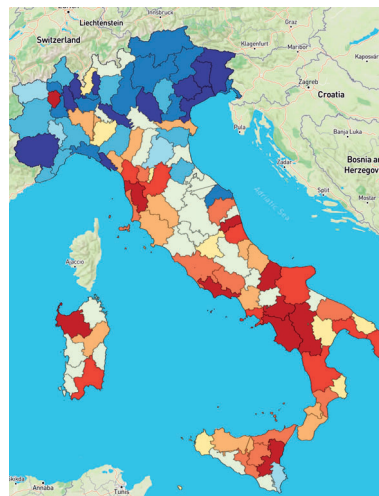 Liechtenstein
Innsbruck
Graz
Switzerland
Klagenfurt
Maribor
Kaposvár
Zagreb
Croatia
Pula
Banja Luka
Zadar
Bosnia an
Herzegov
Split
Mostar
Adriatic Sea
Ajaccio
Skikda
Annaba
Tunis